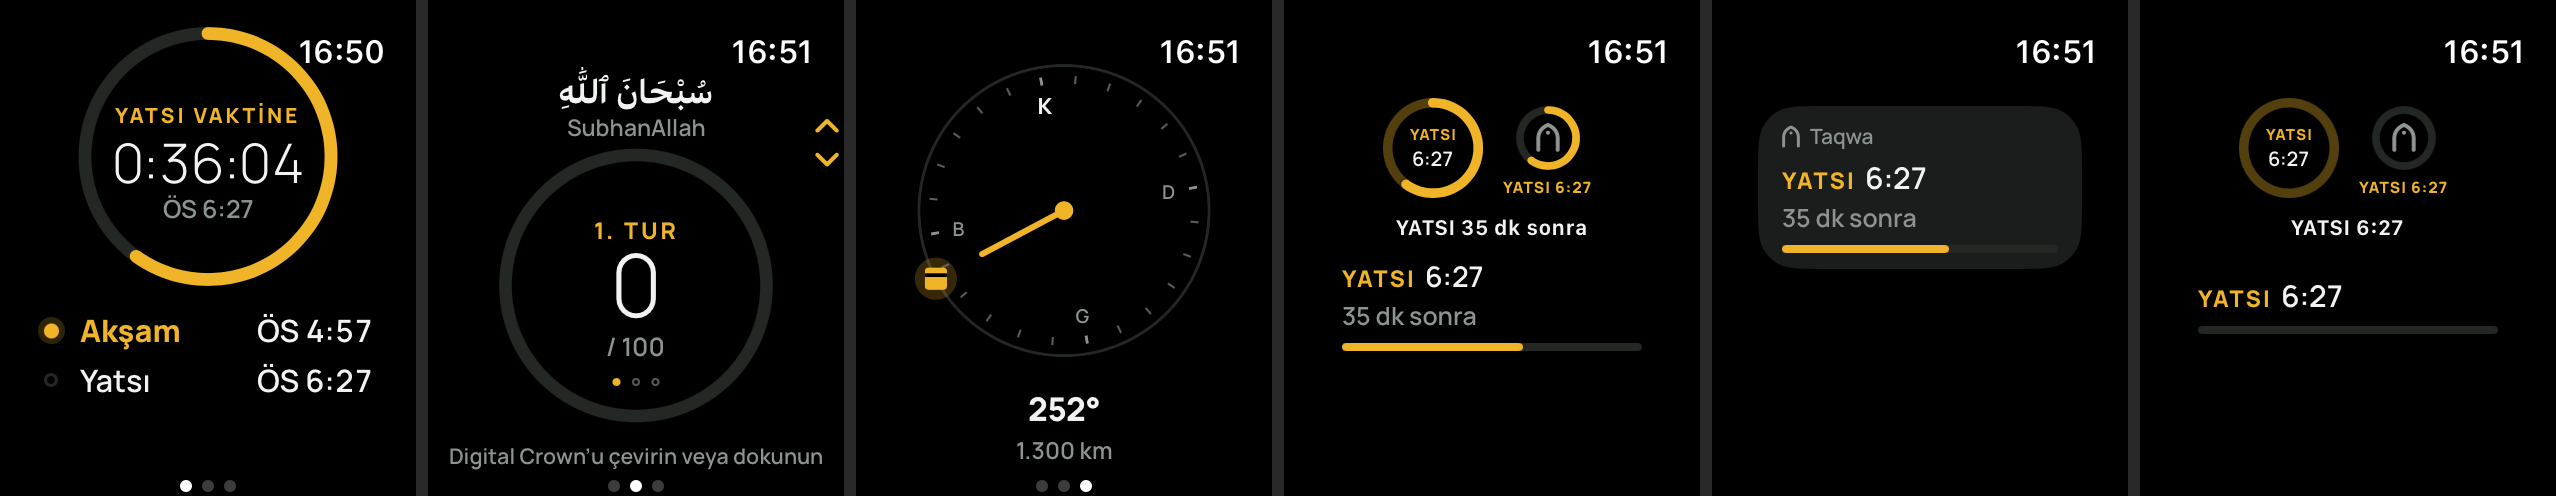 16:50
YATSI VAKTİNE
0:36:04
ÖS 6:27
Akşam ÖS 4:57
Yatsı ÖS 6:27
16:51
سُبْحَانَ ٱللَّٰهِ
SubhanAllah
1. TUR
0
/ 100
Digital Crown'u çevirin veya dokunun
16:51
K
D
B
G
252°
1.300 km
16:51
YATSI
6:27
YATSI 6:27
YATSI 35 dk sonra
YATSI 6:27
35 dk sonra
16:51
Taqwa
YATSI 6:27
35 dk sonra
16:51
YATSI
6:27
YATSI 6:27
YATSI 6:27
YATSI 6:27